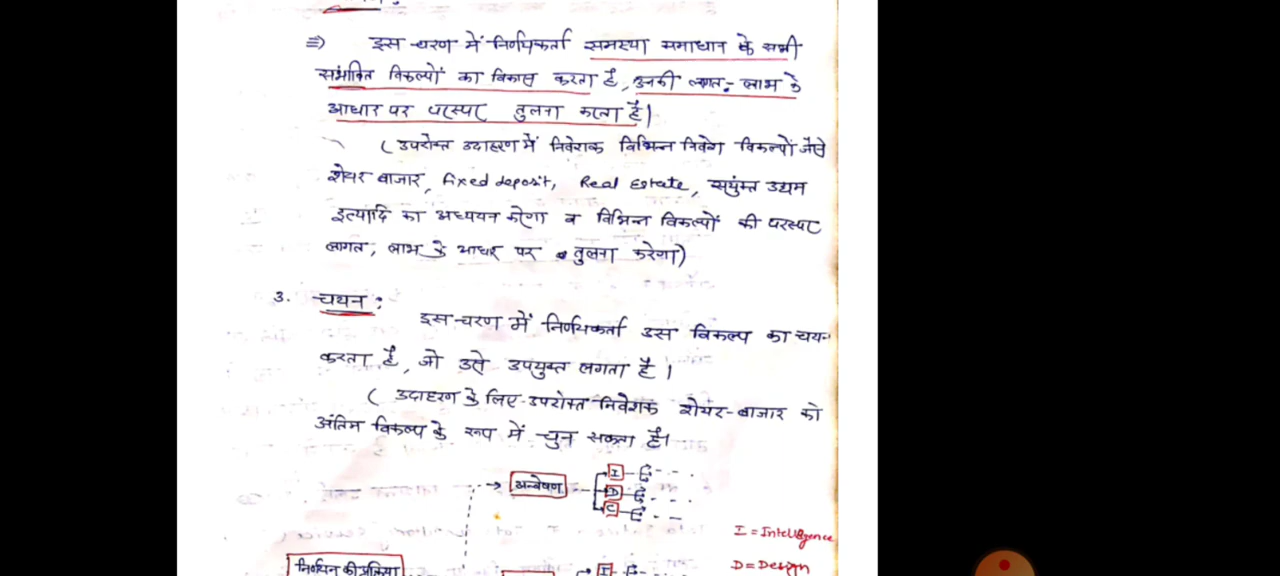 ⇒) इस चरण में निर्णयकर्ता समस्या समाधान के सभी
संभावित विकल्पों का विकास करता है, उनकी लागत - लाभ के
आधार पर परस्पर तुलना करता है।
( उपरोक्त उदाहरण में निवेशक विभिन्न निवेश विकल्पों जैसे
शेयर बाजार, fixed deposit, Real Estate, सयुंक्त उद्यम
इत्यादि का अध्ययन करेगा व विभिन्न विकल्पों की परस्पर
लागत, लाभ के आधार पर तुलना करेगा)
3. चयन :
इस चरण में निर्णयकर्ता उस विकल्प का चयन
करता है, जो उसे उपयुक्त लगता है।
( उदाहरण के लिए उपरोक्त निवेशक शेयर-बाजार को
अंतिम विकल्प के रूप में चुन सकता है।
→ अन्वेषण
I
D
C
I = Intelligence
निर्णयन की प्रक्रिया
I
D = Design